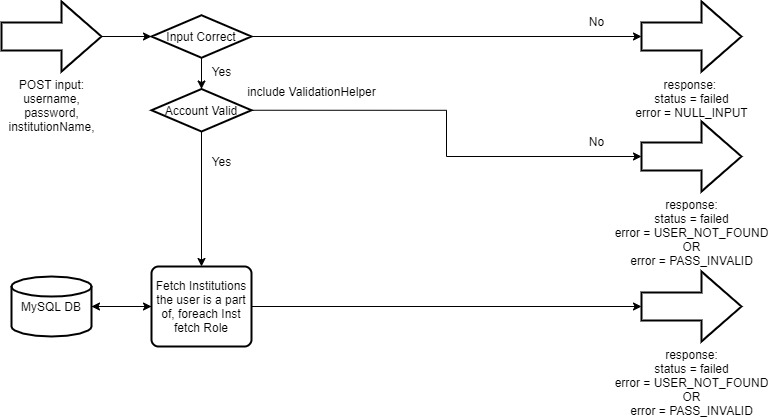 Input Correct
No
POST input:
username,
password,
institutionName,
Yes
response:
status = failed
error = NULL_INPUT
include ValidationHelper
Account Valid
No
Yes
response:
status = failed
error = USER_NOT_FOUND
OR
error = PASS_INVALID
MySQL DB
Fetch Institutions
the user is a part
of, foreach Inst
fetch Role
response:
status = failed
error = USER_NOT_FOUND
OR
error = PASS_INVALID